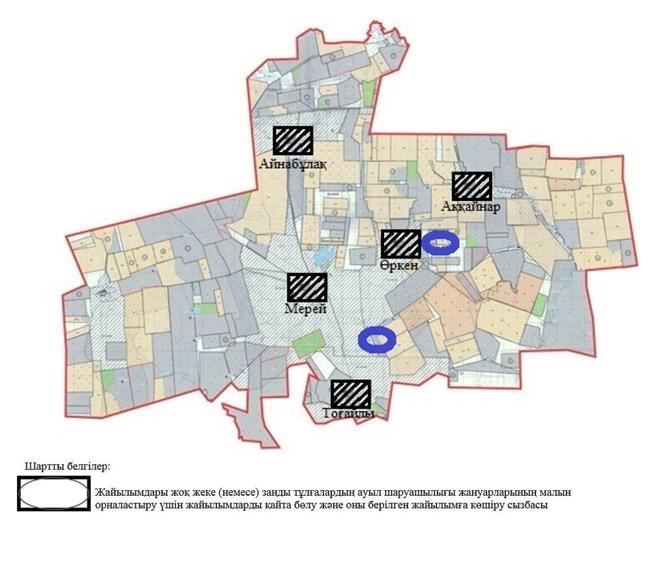 Айнабұлақ
Аққайнар
Өркен
Мерей
Тоғайлы
Шартты белгілер:
Жайылымдары жоқ жеке (немесе) заңды тұлғалардың ауыл шаруашылығы жануарларының малын
орналастыру үшін жайылымдарды қайта бөлу және оны берілген жайылымға көшіру сызбасы